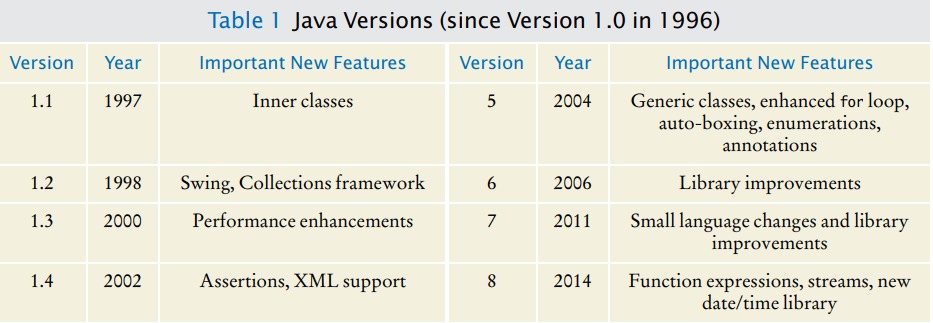 Table 1 Java Versions (since Version 1.0 in 1996)
Version Year Important New Features Version Year Important New Features
1.1 1997 Inner classes 5 2004 Generic classes, enhanced for loop,
auto-boxing, enumerations,
annotations
1.2 1998 Swing, Collections framework 6 2006 Library improvements
1.3 2000 Performance enhancements 7 2011 Small language changes and library
improvements
1.4 2002 Assertions, XML support 8 2014 Function expressions, streams, new
date/time library